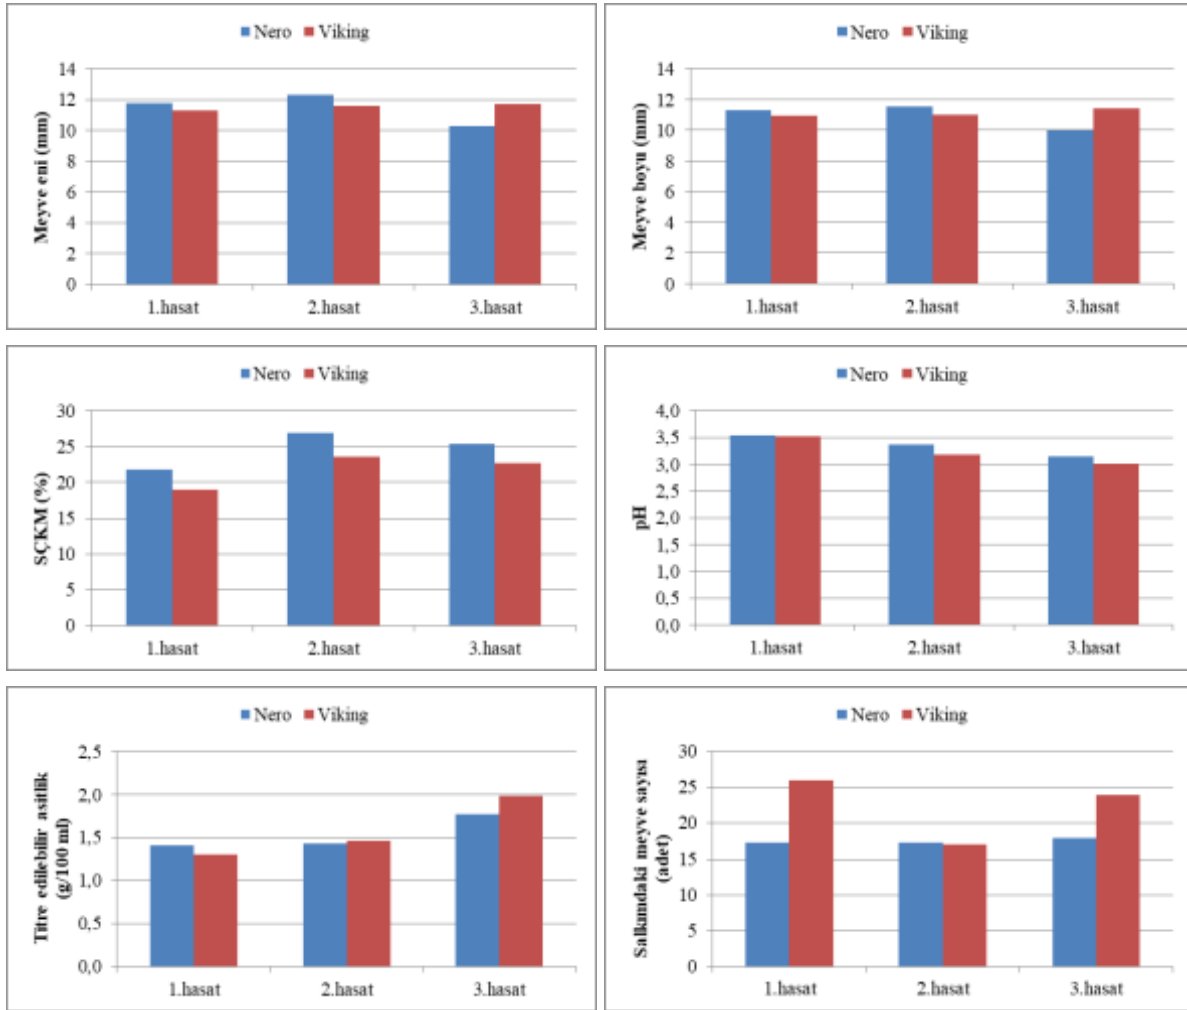 Nero Viking
Meyve eni (mm)
14
12
10
8
6
4
2
0
1.hasat 2.hasat 3.hasat
Nero Viking
Meyve boyu (mm)
14
12
10
8
6
4
2
0
1.hasat 2.hasat 3.hasat
Nero Viking
SÇKM (%)
30
25
20
15
10
5
0
1.hasat 2.hasat 3.hasat
Nero Viking
pH
4,0
3,5
3,0
2,5
2,0
1,5
1,0
0,5
0,0
1.hasat 2.hasat 3.hasat
Nero Viking
Titre edilebilir asitlik
(g/100 ml)
2,5
2,0
1,5
1,0
0,5
0,0
1.hasat 2.hasat 3.hasat
Nero Viking
Salkımdaki meyve sayısı
(adet)
30
25
20
15
10
5
0
1.hasat 2.hasat 3.hasat